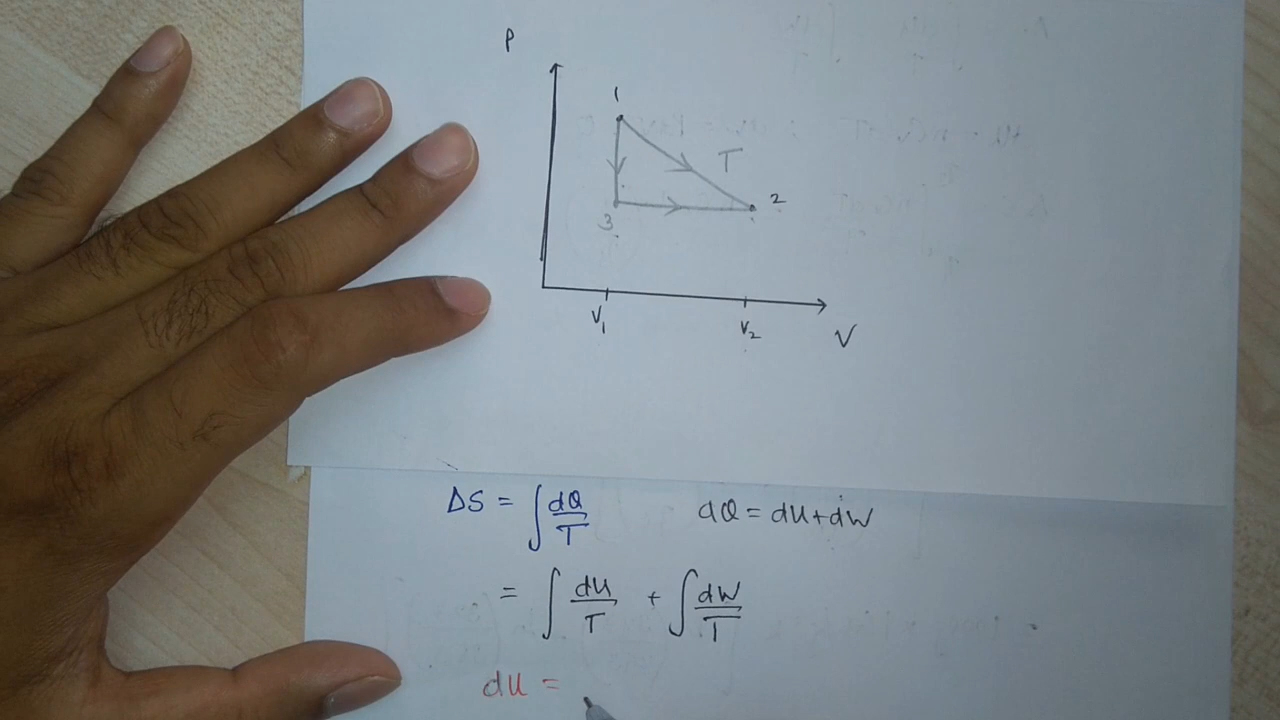 P
1
T
2
3
V₁ V₂
V
ΔS = ∫ dQ/T    dQ = dU + dW
= ∫ dU/T + ∫ dW/T
dU =